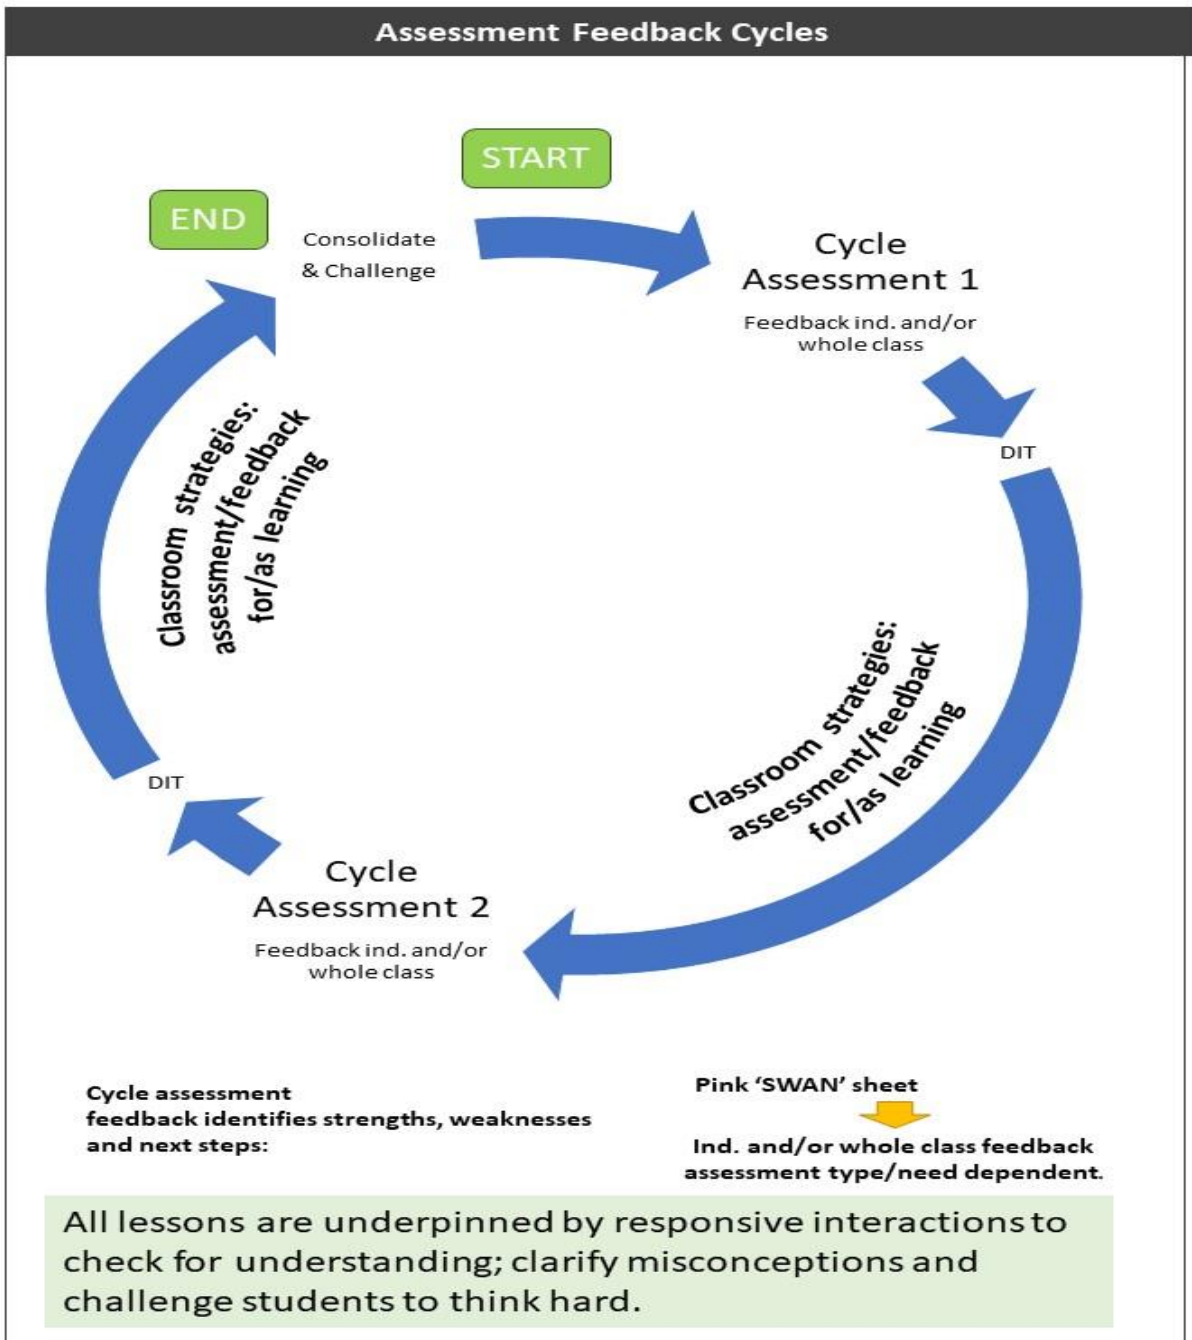 Assessment Feedback Cycles
START
END
Consolidate
& Challenge
Cycle
Assessment 1
Feedback ind. and/or
whole class
DIT
Classroom strategies:
assessment/feedback
for/as learning
Classroom strategies:
assessment/feedback
for/as learning
DIT
Cycle
Assessment 2
Feedback ind. and/or
whole class
Cycle assessment
feedback identifies strengths, weaknesses
and next steps:
Pink ‘SWAN’ sheet
Ind. and/or whole class feedback
assessment type/need dependent.
All lessons are underpinned by responsive interactions to
check for understanding; clarify misconceptions and
challenge students to think hard.